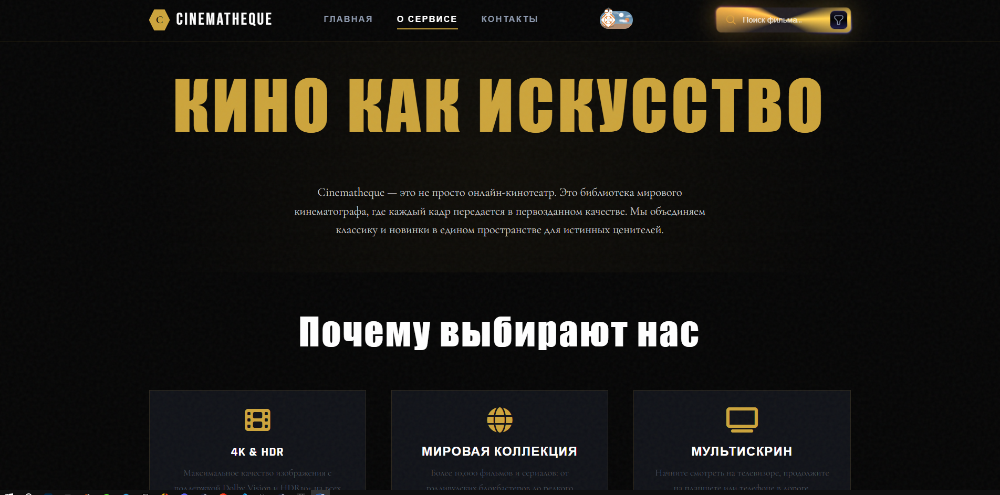 C CINEMATHEQUE
ГЛАВНАЯ
О СЕРВИСЕ
КОНТАКТЫ
Поиск фильма...
КИНО КАК ИСКУССТВО
Cinematheque — это не просто онлайн-кинотеатр. Это библиотека мирового
кинематографа, где каждый кадр передается в первозданном качестве. Мы объединяем
классику и новинки в едином пространстве для истинных ценителей.
Почему выбирают нас
4K & HDR
Максимальное качество изображения с
поддержкой Dolby Vision и HDR10+ на всех
МИРОВАЯ КОЛЛЕКЦИЯ
Более 10,000 фильмов и сериалов: от
голливудских блокбастеров до редкого
МУЛЬТИСКРИН
Начните смотреть на телевизоре, продолжите
на планшете или телефоне в дороге